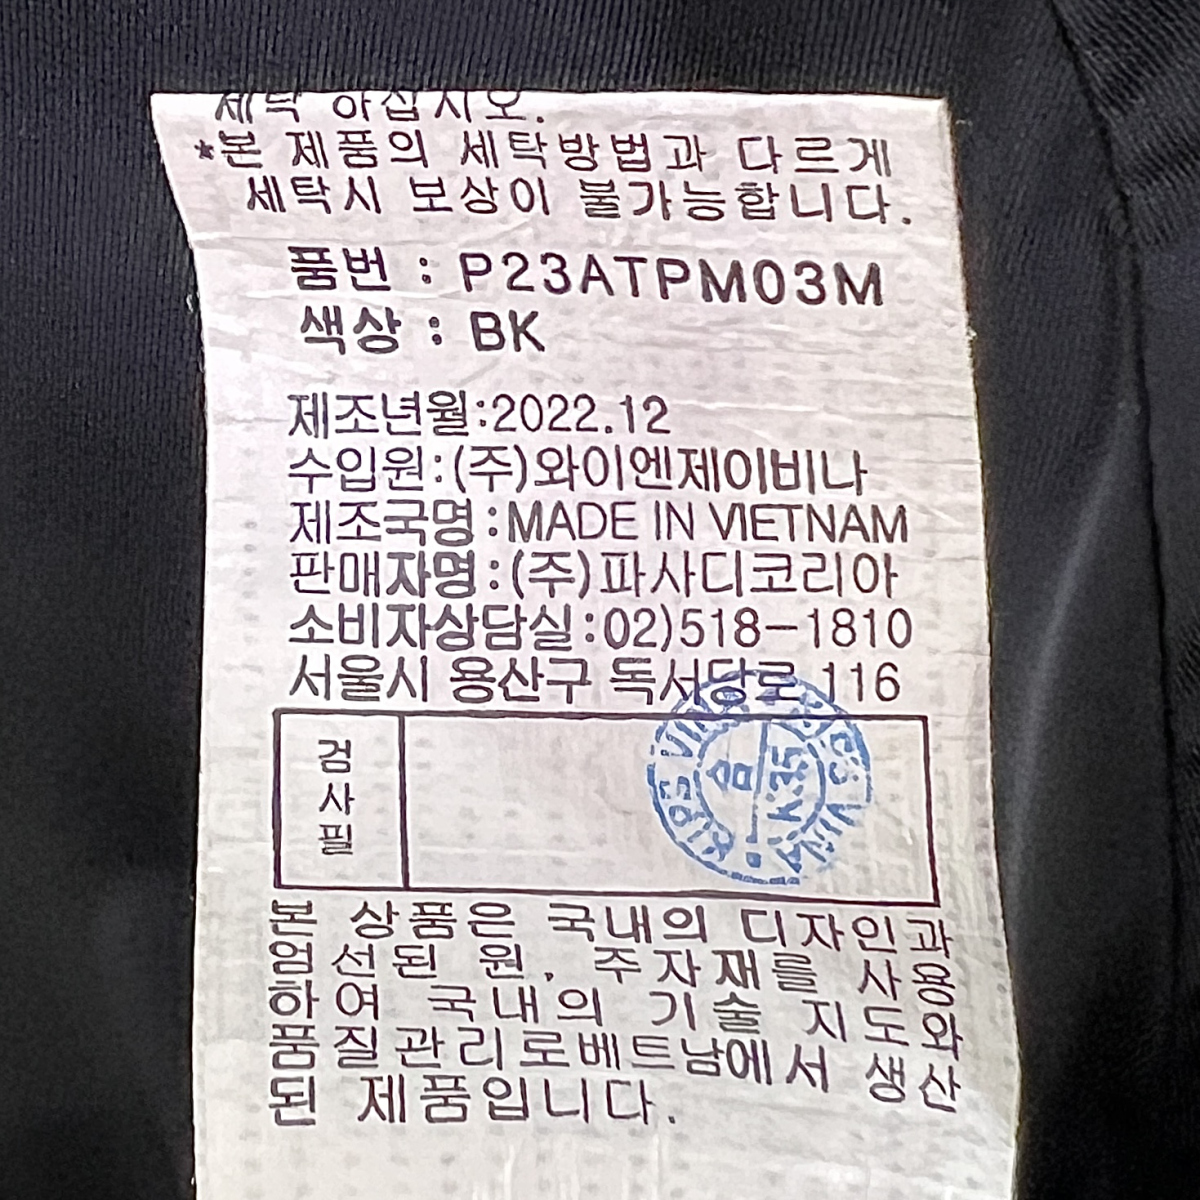 세탁 하십시오.
*본 제품의 세탁방법과 다르게
세탁시 보상이 불가능합니다.
품번 : P23ATPM03M
색상 : BK
제조년월:2022.12
수입원:(주)와이엔제이비나
제조국명:MADE IN VIETNAM
판매자명:(주)파사디코리아
소비자상담실:02)518-1810
서울시 용산구 독서당로 116
검사필
K35
본 상품은 국내의 디자인과
엄선된 원, 주자재를 사용
하여 국내의 기술 지도와
품질관리로베트남에서 생산
된 제품입니다.